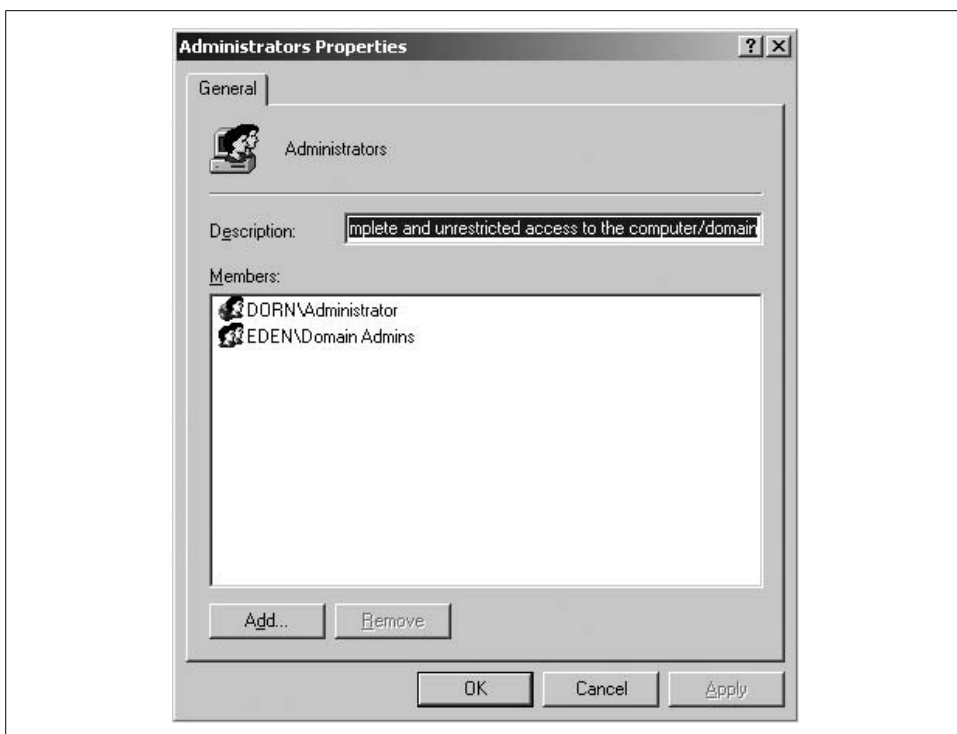 Administrators Properties
General
Administrators
Description: mplete and unrestricted access to the computer/domain
Members:
DORN\Administrator
EDEN\Domain Admins
Add... Remove
OK Cancel Apply